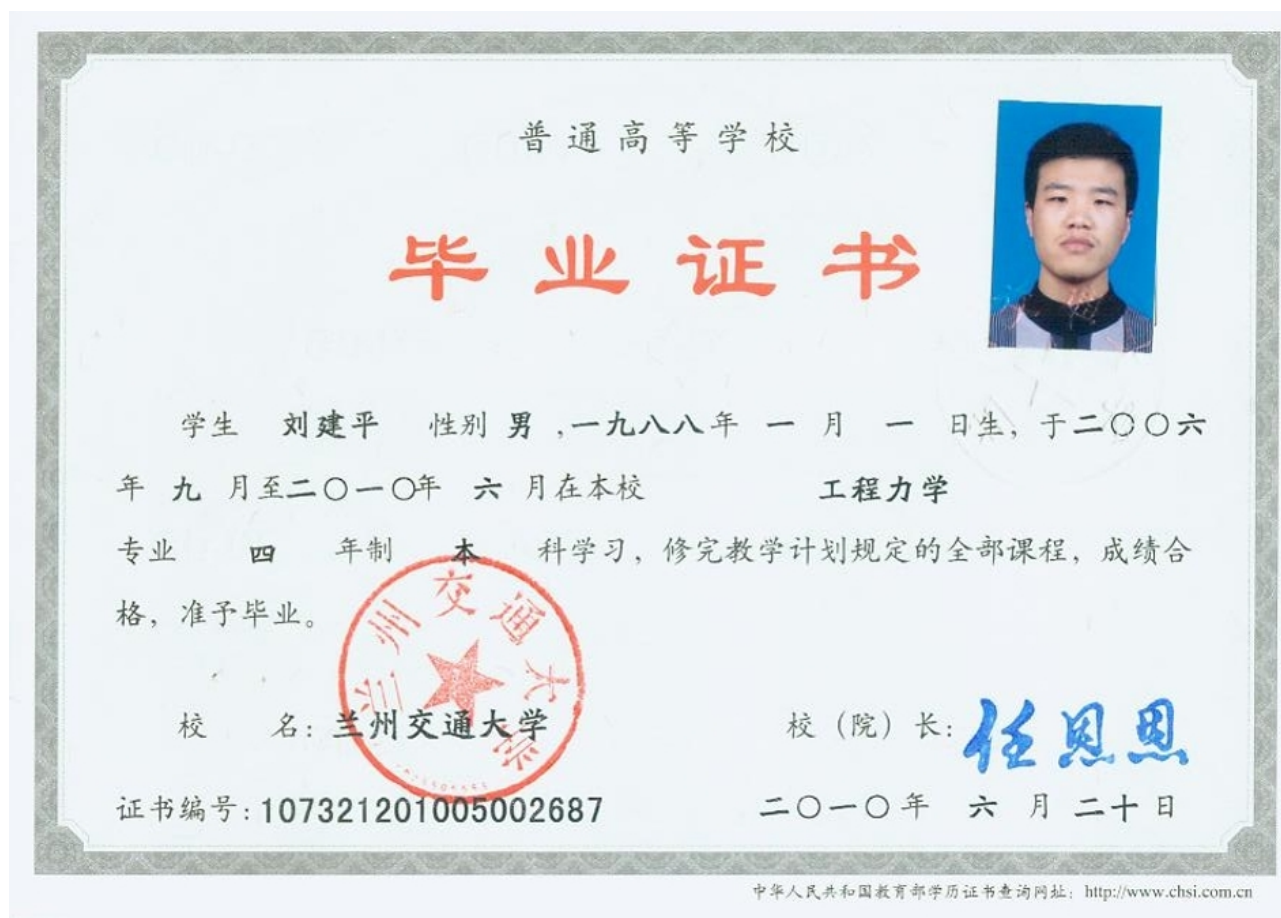 普通高等学校
毕业证书
学生 刘建平 性别 男 ,一九八八年 一 月 一 日生, 于二〇〇六
年 九 月至二〇一〇年 六 月在本校 工程力学
专业 四 年制 本 科学习, 修完教学计划规定的全部课程, 成绩合
格, 准予毕业。
兰州交通大学
校 名: 兰州交通大学 校 (院) 长: 任恩恩
证书编号: 107321201005002687 二〇一〇年 六 月 二十日
中华人民共和国教育部学历证书查询网址: http://www.chsi.com.cn